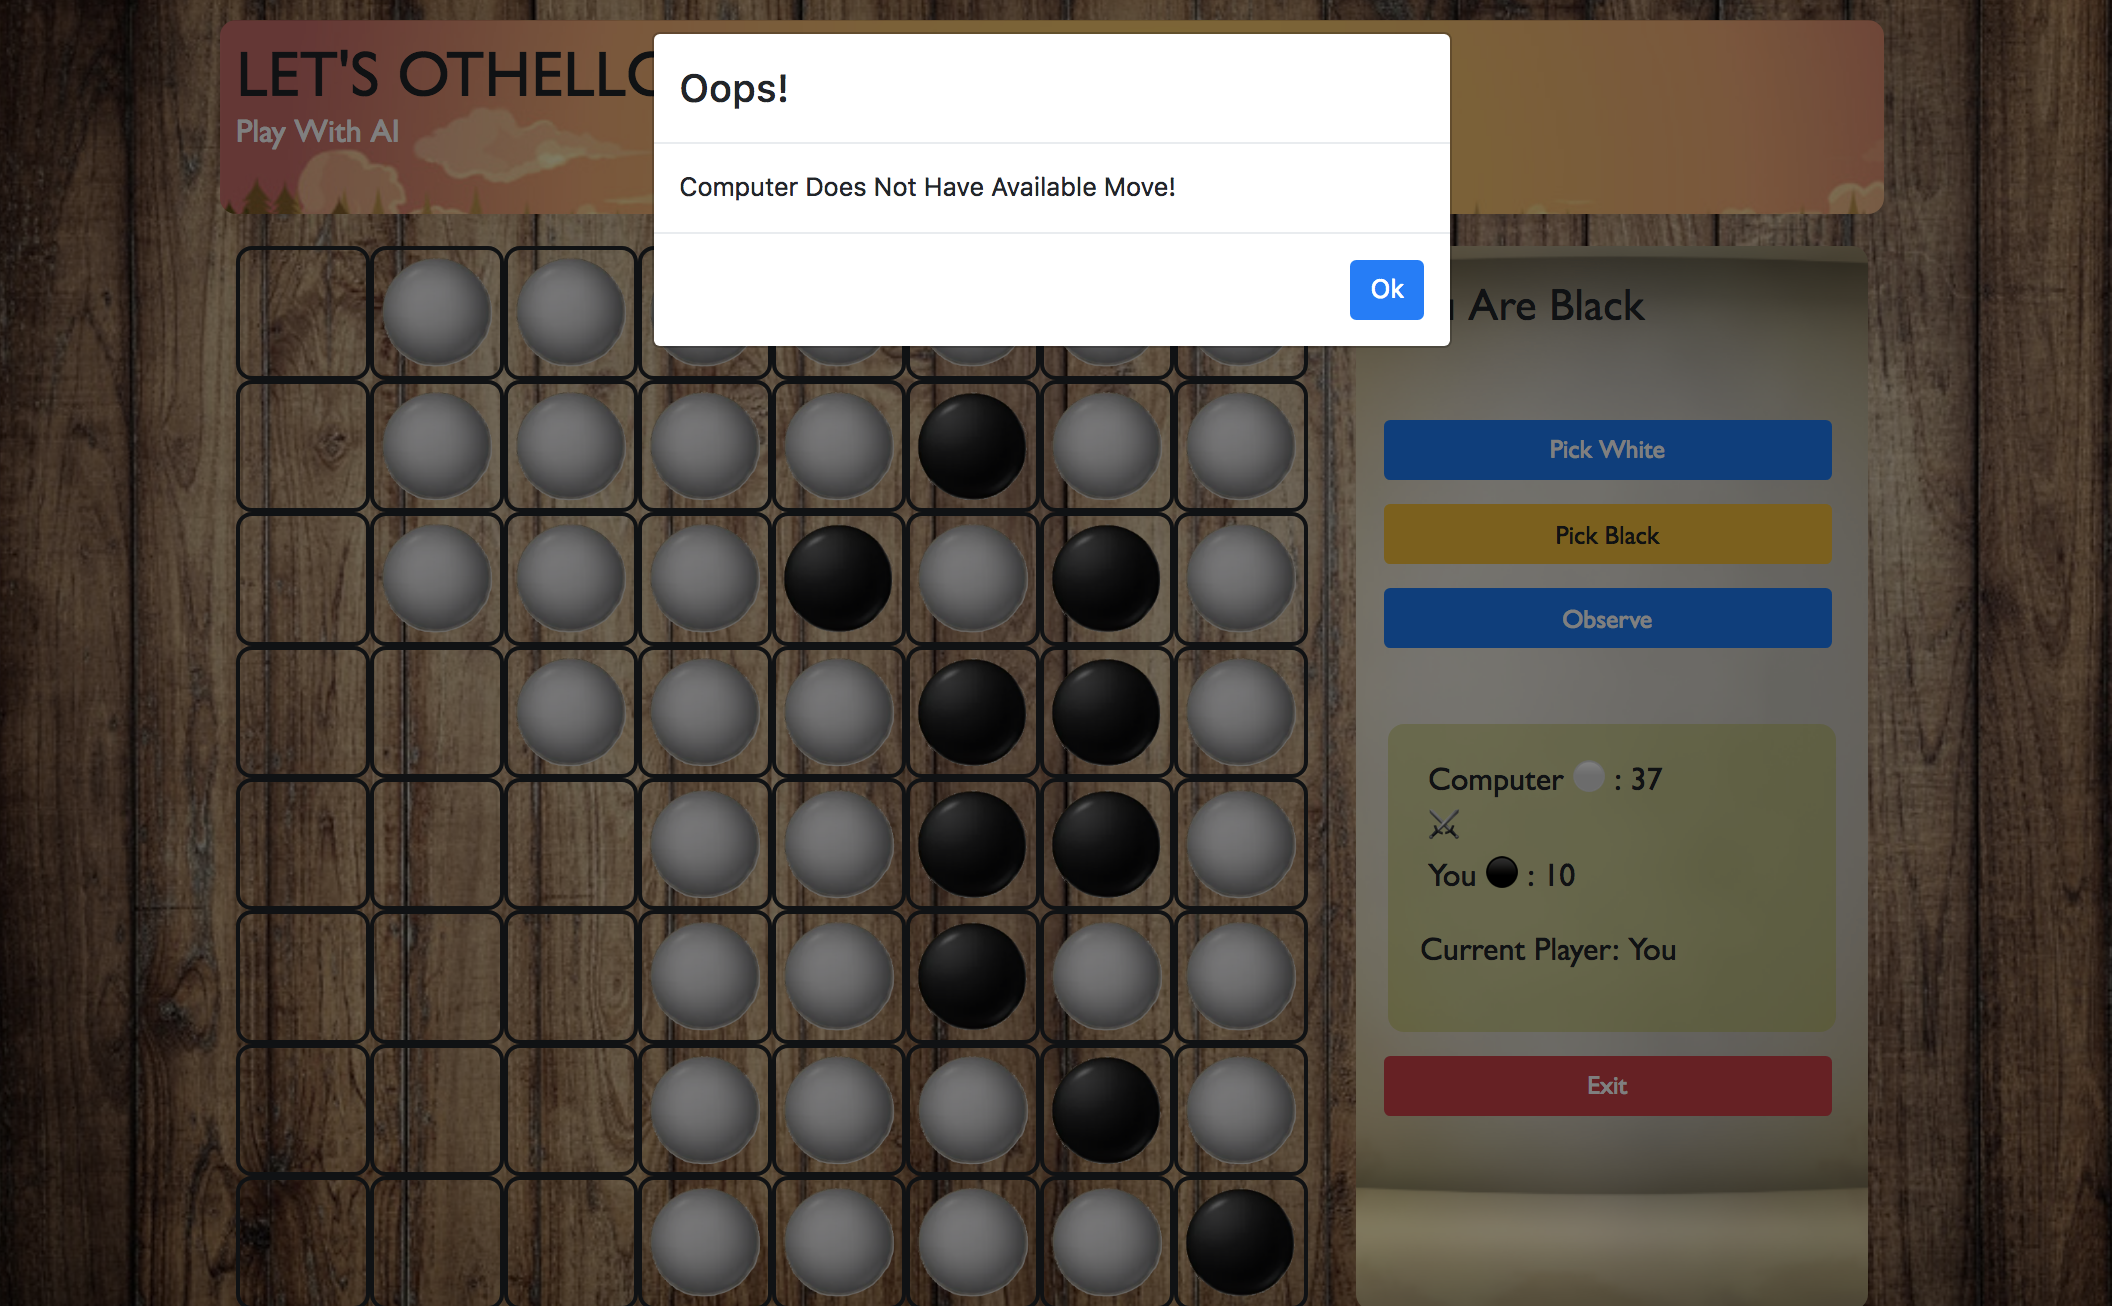 LET'S OTHELLO
Play With AI
Oops!
Computer Does Not Have Available Move!
Ok
Are Black
Pick White
Pick Black
Observe
Computer : 37
You : 10
Current Player: You
Exit